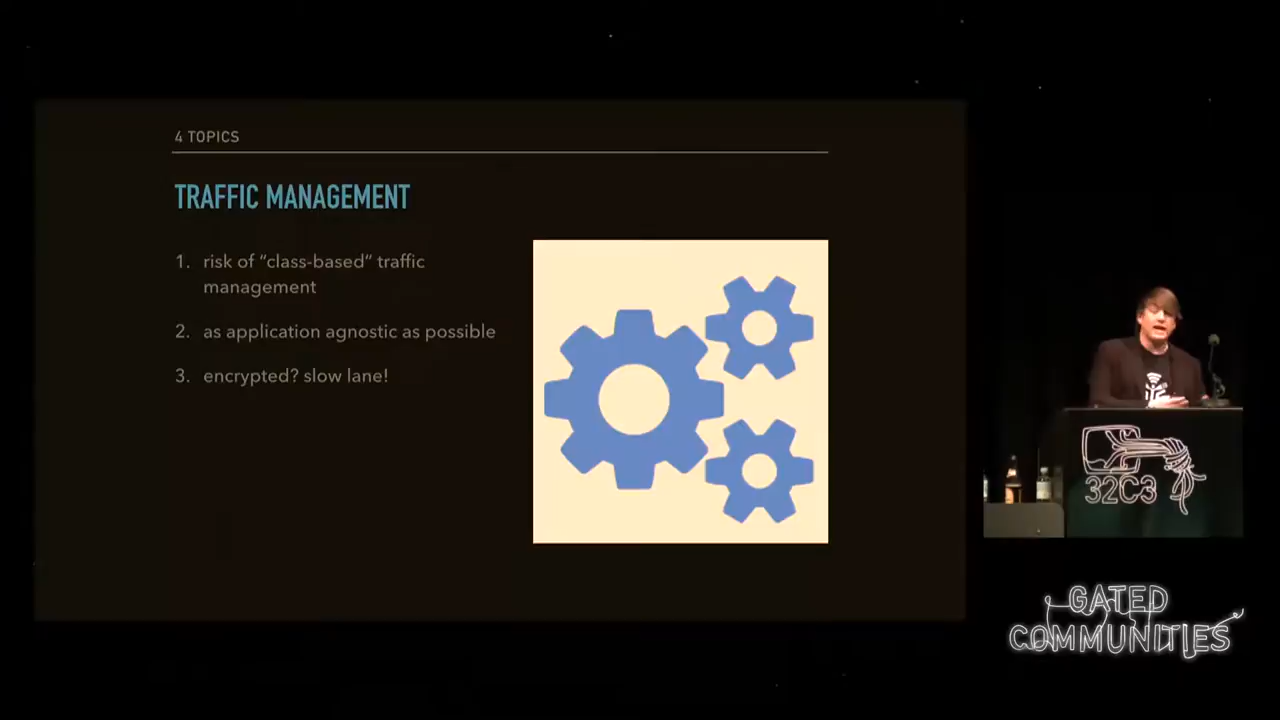 4 TOPICS
TRAFFIC MANAGEMENT
1. risk of “class-based“ traffic
management
2. as application agnostic as possible
3. encrypted? slow lane!
32C3
GATED
COMMUNITIES